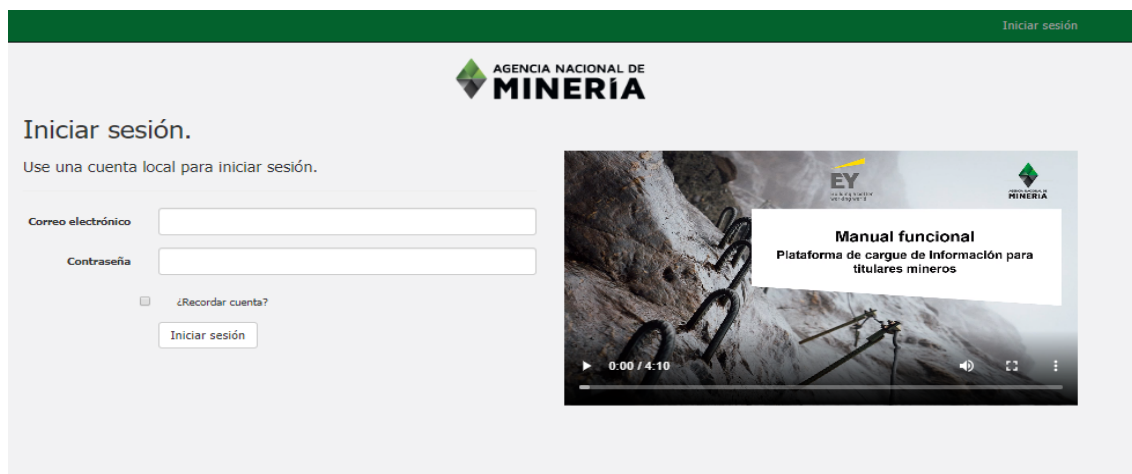 Iniciar sesión
AGENCIA NACIONAL DE
MINERÍA
Iniciar sesión.
Use una cuenta local para iniciar sesión.
Correo electrónico
Contraseña
¿Recordar cuenta?
Iniciar sesión
EY
MINERÍA
Manual funcional
Plataforma de cargue de Información para
titulares mineros
0:00 / 4:10